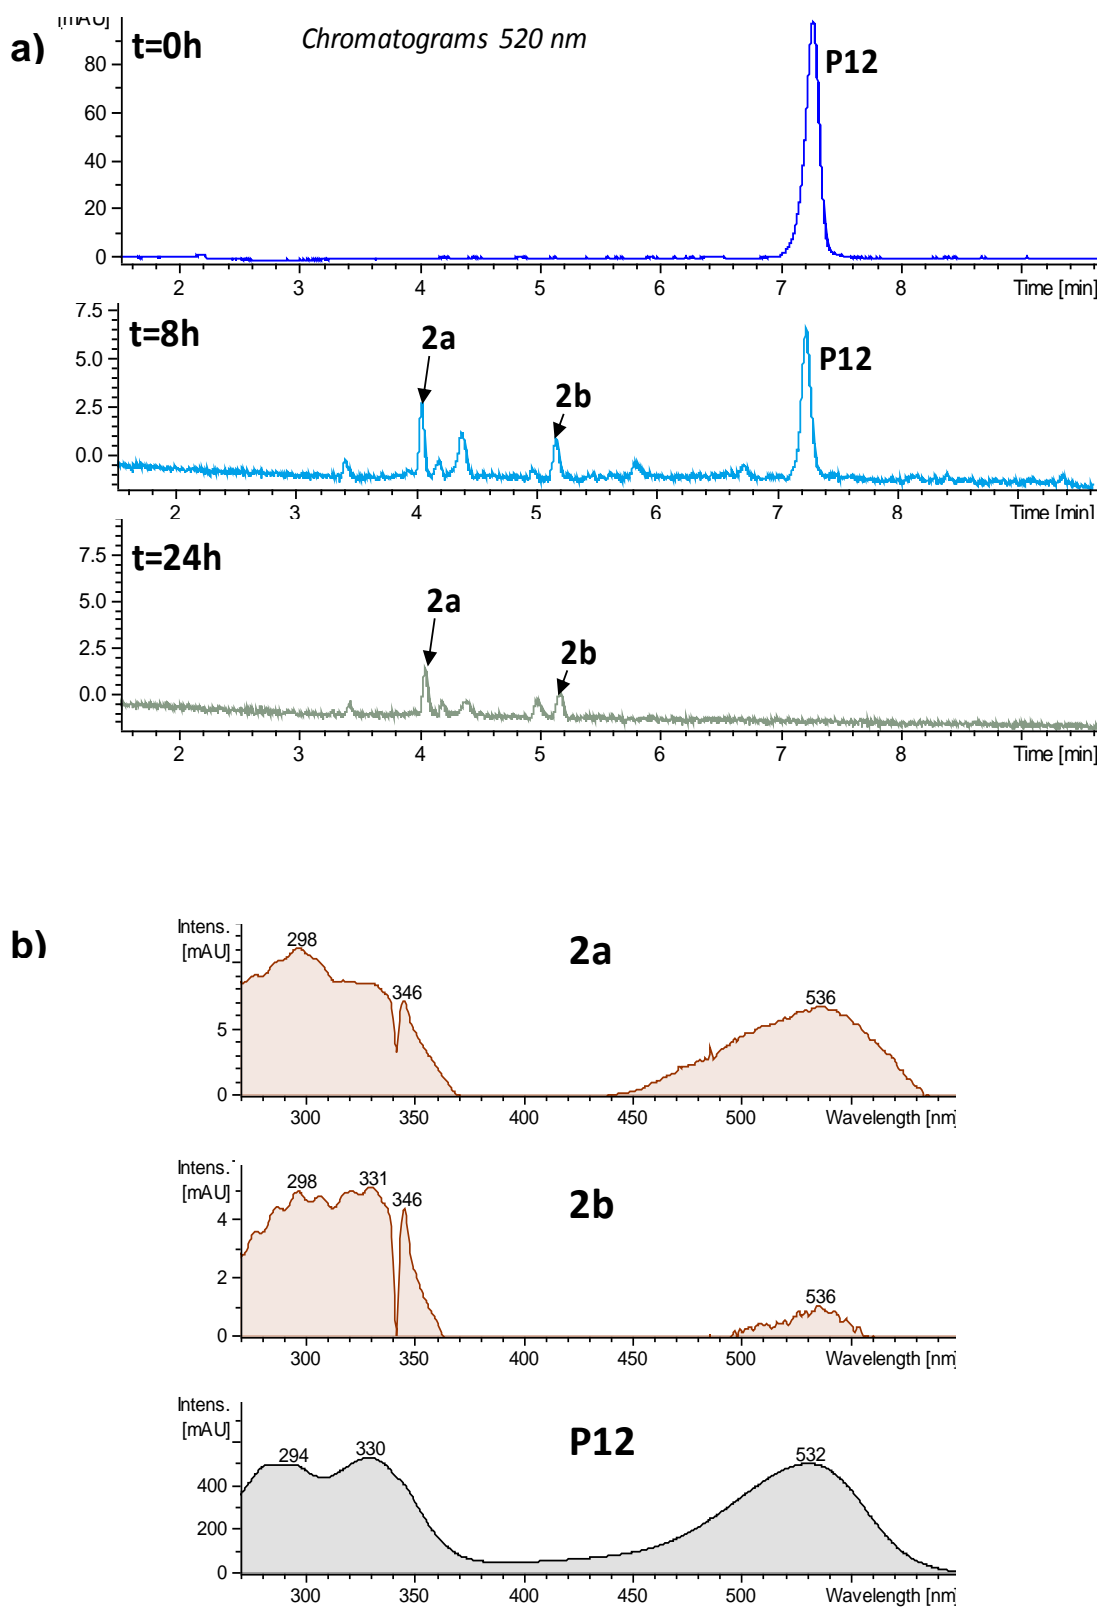 a)
[mAU]
t=0h
Chromatograms 520 nm
P12
80
60
40
20
0
2 3 4 5 6 7 8 Time [min]
7.5
t=8h
2a
P12
5.0
2b
2.5
0.0
2 3 4 5 6 7 8 Time [min]
t=24h
7.5
5.0
2a
2.5
2b
0.0
2 3 4 5 6 7 8 Time [min]
b)
Intens.
[mAU]
2a
298
346
536
5
0
300 350 400 450 500 Wavelength [nm]
Intens.
[mAU]
2b
298 331 346
4
2
536
0
300 350 400 450 500 Wavelength [nm]
Intens.
[mAU]
P12
294 330 532
400
200
0
300 350 400 450 500 Wavelength [nm]